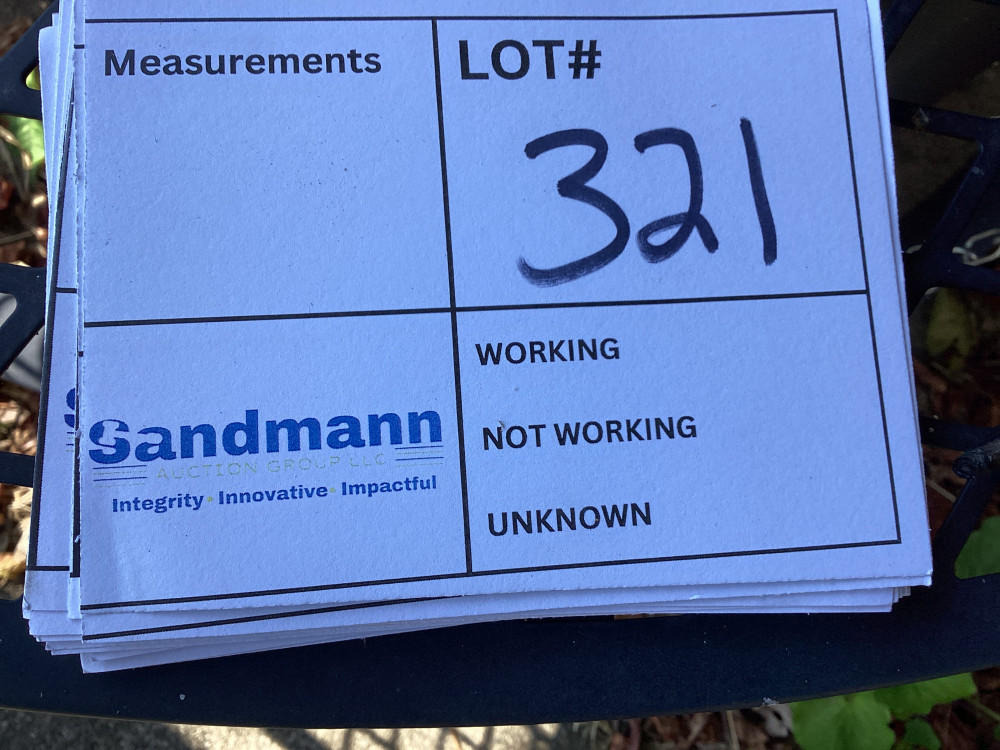 Measurements
LOT#
321
WORKING
NOT WORKING
UNKNOWN
Sandmann
AUCTION GROUP LLC
Integrity • Innovative • Impactful